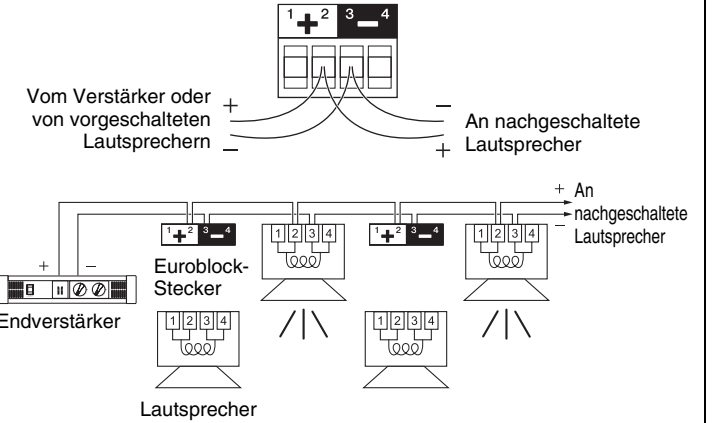 1 + 2 3 − 4
Vom Verstärker oder
von vorgeschalteten
Lautsprechern
+
−
−
+
An nachgeschaltete
Lautsprecher
+ An
nachgeschaltete
− Lautsprecher
1 + 2 3 − 4
1 2 3 4
1 + 2 3 − 4
1 2 3 4
+ −
Euroblock-
Stecker
Endverstärker
1 2 3 4
1 2 3 4
Lautsprecher